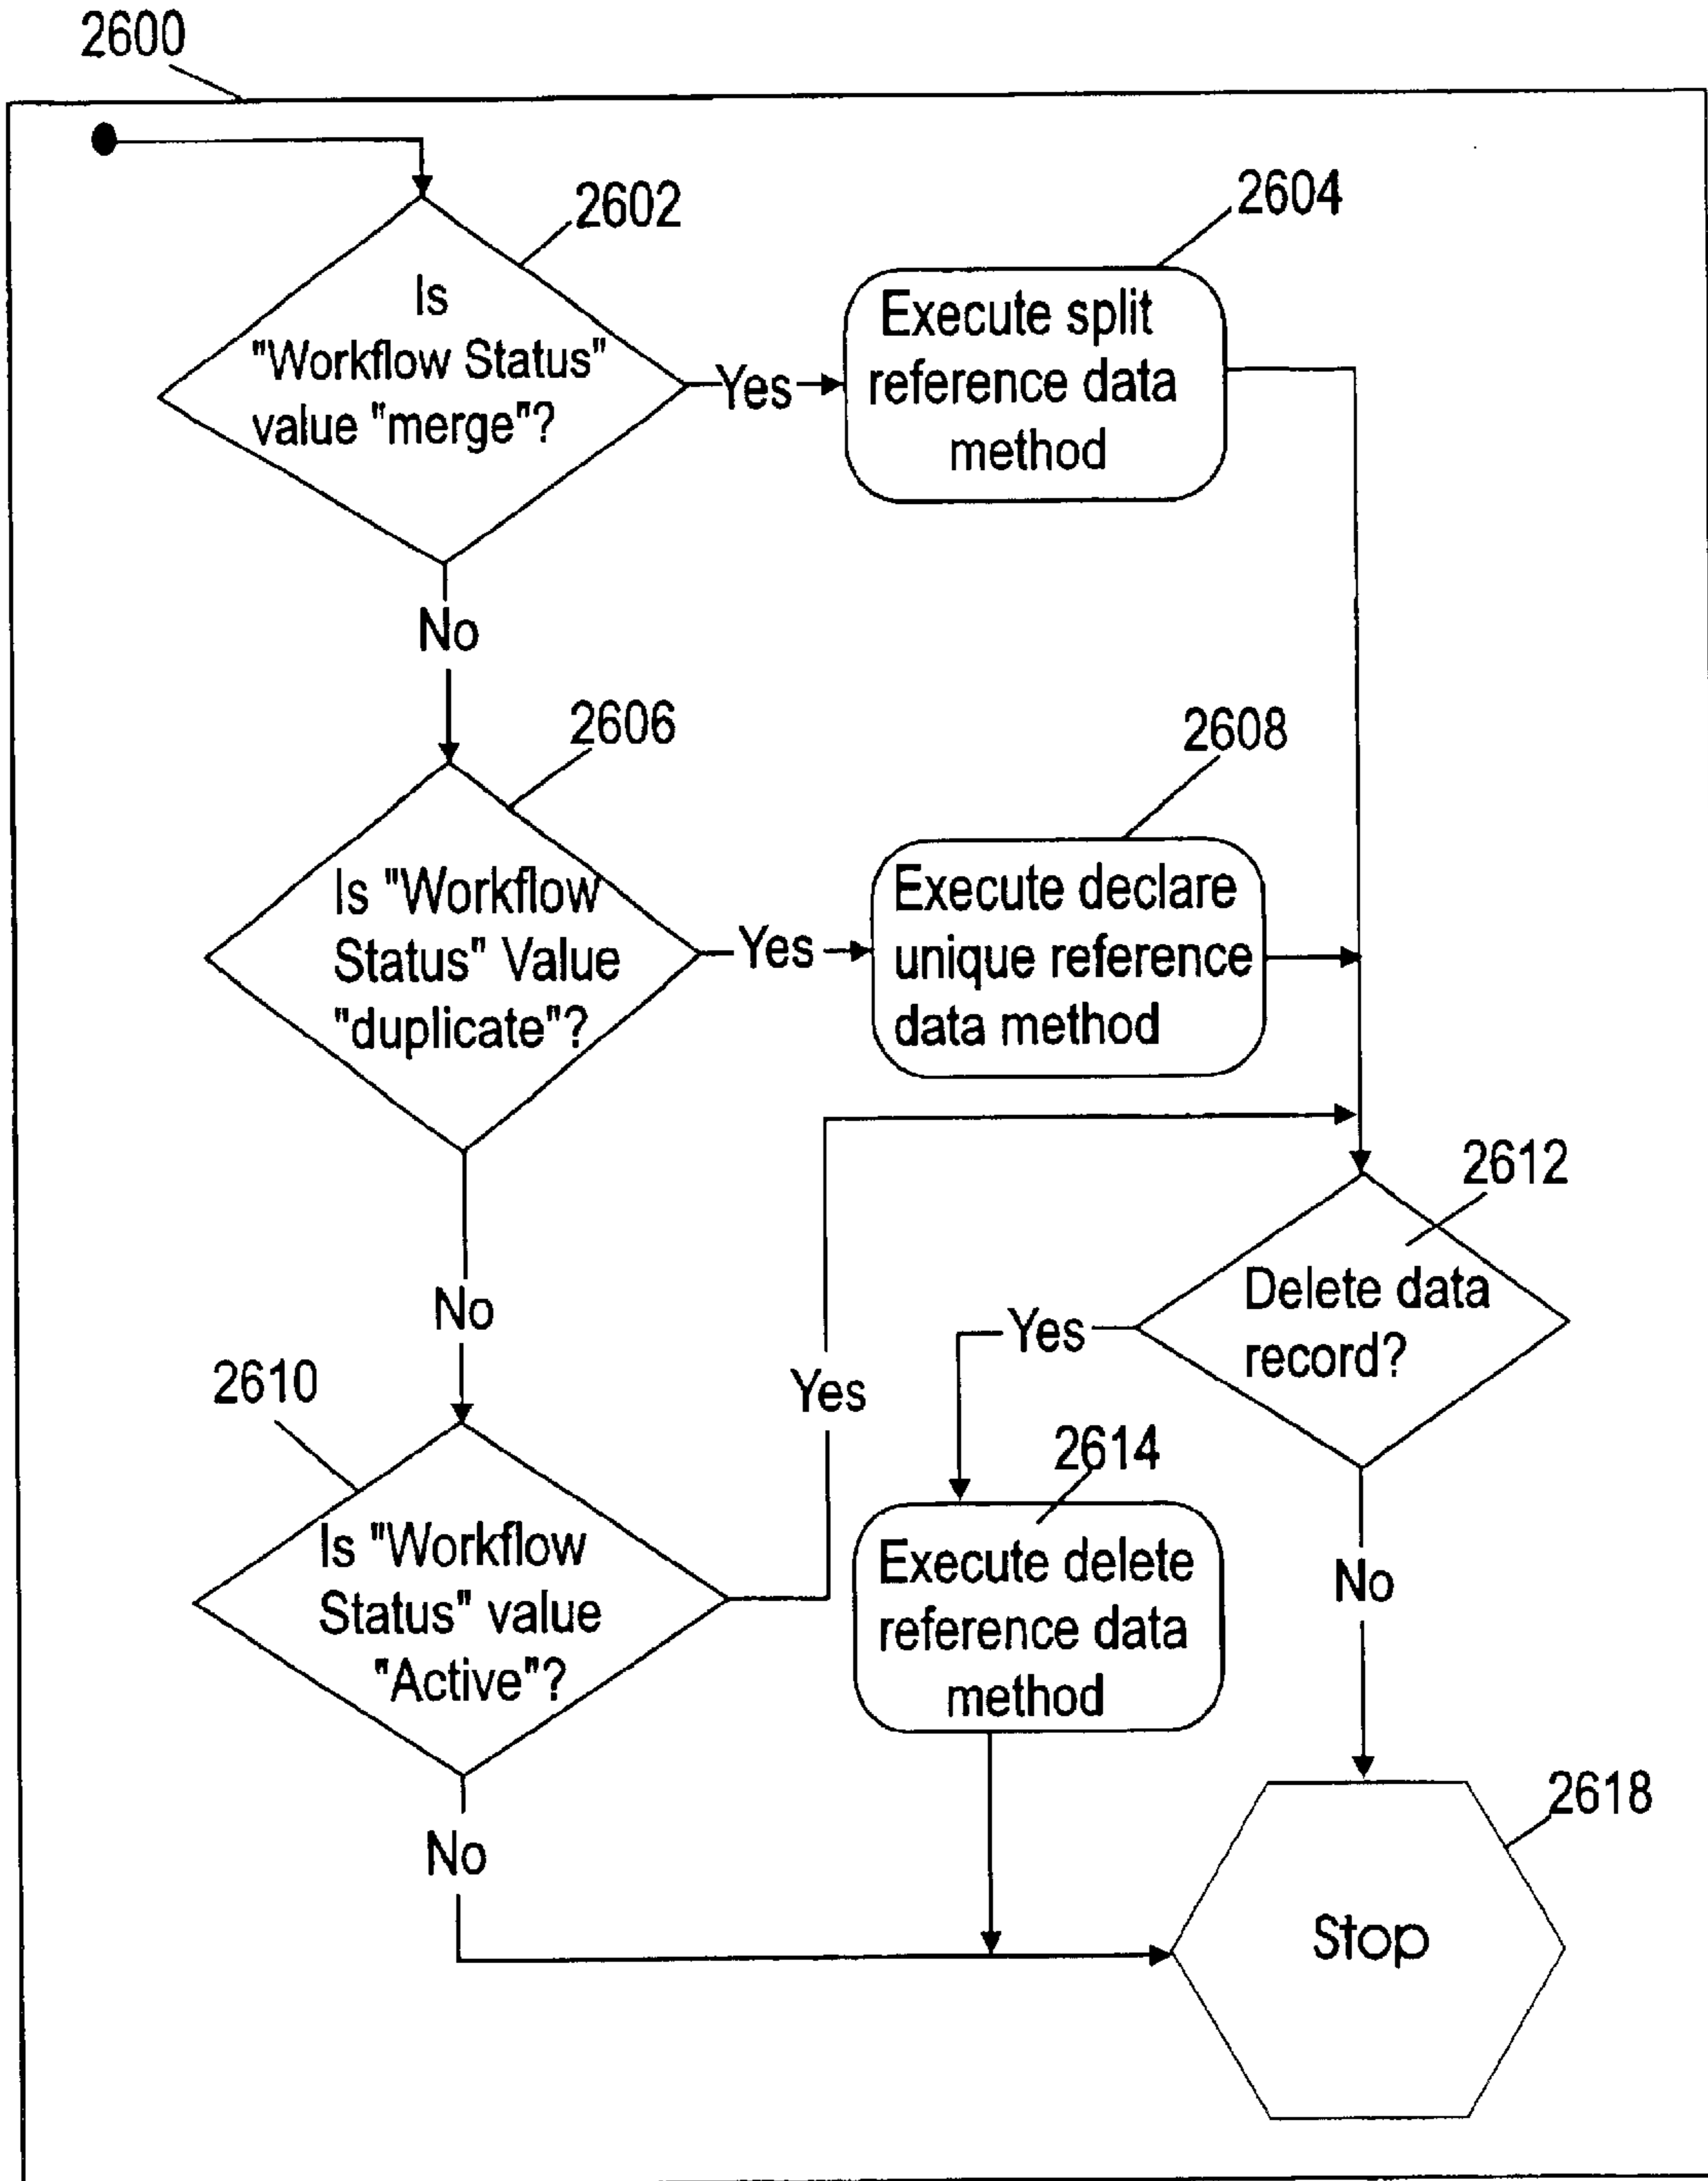 2600
2602
Is
"Workflow Status"
value "merge"?
Yes
2604
Execute split
reference data
method
No
2606
Is "Workflow
Status" Value
"duplicate"?
Yes
2608
Execute declare
unique reference
data method
No
2610
Is "Workflow
Status" value
"Active"?
Yes
No
2612
Delete data
record?
Yes
2614
Execute delete
reference data
method
No
2618
Stop